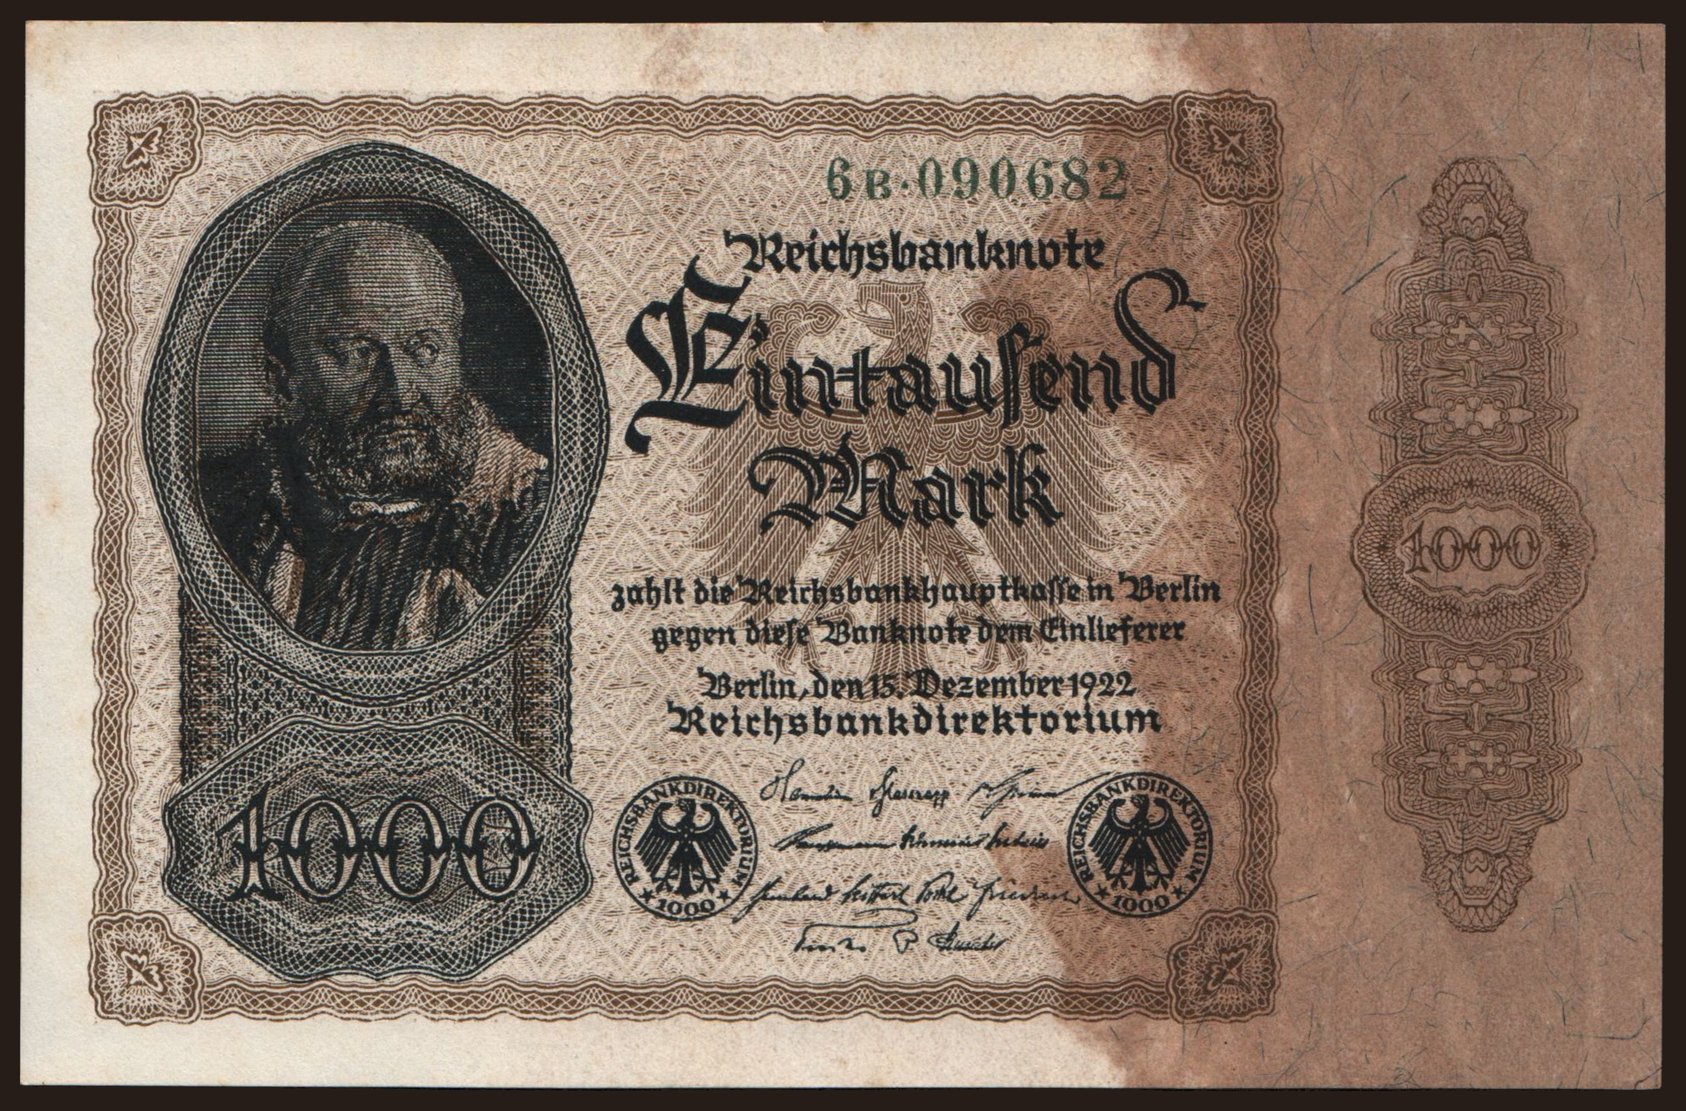 6B·090682
Reichsbanknote
Eintausend
Mark
zahlt die Reichsbankhauptkasse in Berlin
gegen diese Banknote dem Einlieferer
Berlin, den 15. Dezember 1922
Reichsbankdirektorium
1000
1000
REICHSBANKDIREKTORIUM
1000
REICHSBANKDIREKTORIUM
1000